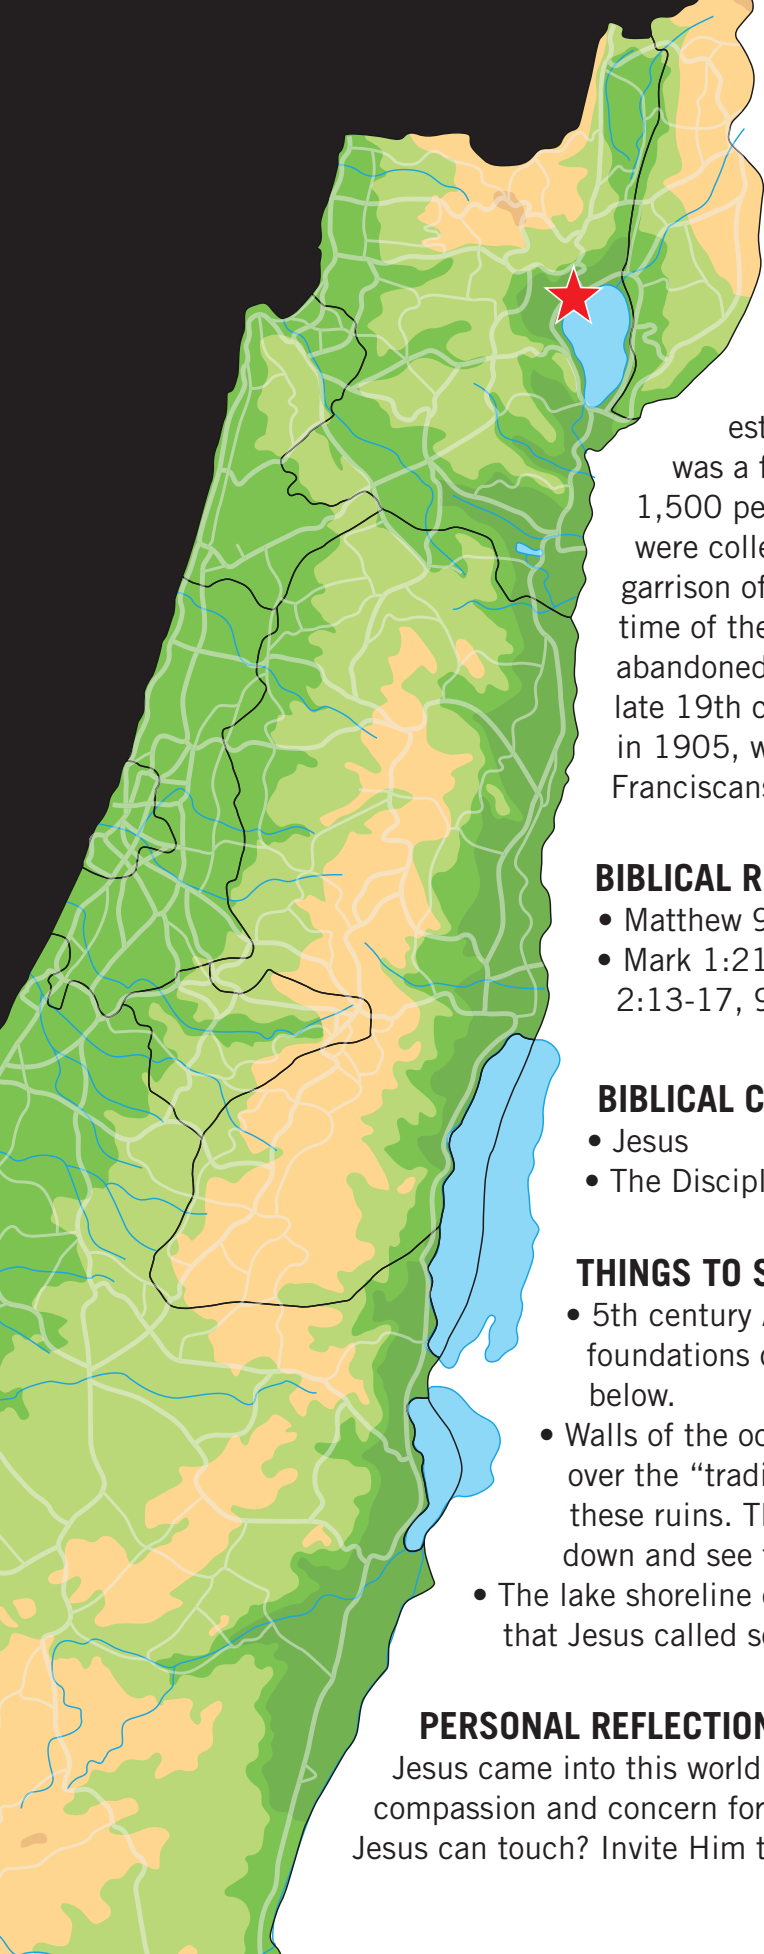 est
was a f
1,500 pe
were colle
garrison of
time of the
abandoned
late 19th c
in 1905, w
Franciscans
BIBLICAL R
• Matthew 9
• Mark 1:21
2:13-17, 9
BIBLICAL C
• Jesus
• The Discipl
THINGS TO S
• 5th century
foundations o
below.
• Walls of the oc
over the “tradi
these ruins. Th
down and see
• The lake shoreline
that Jesus called so
PERSONAL REFLECTION
Jesus came into this world
compassion and concern for
Jesus can touch? Invite Him t